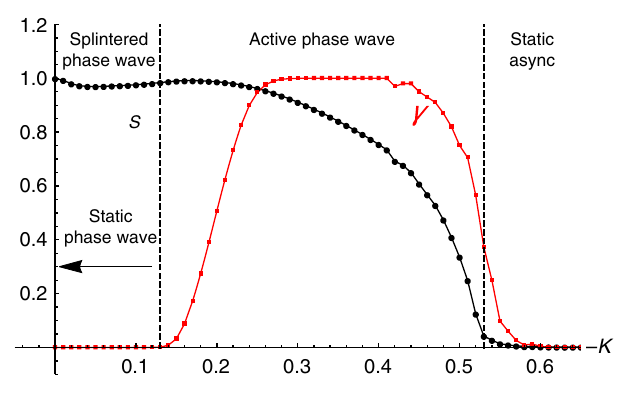 1.2
Splintered
phase wave
Active phase wave
Static
async
1.0
S
γ
0.8
0.6
Static
phase wave
0.4
0.2
0.1
0.2
0.3
0.4
0.5
0.6
–K